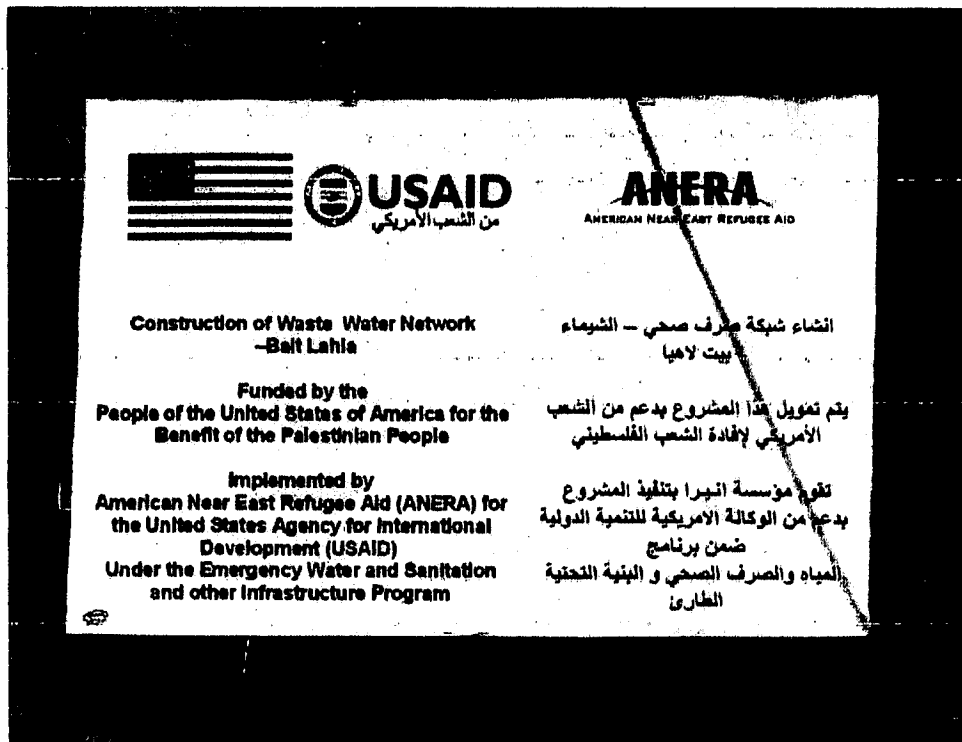 USAID
من الشعب الأمريكي
ANERA
AMERICAN NEAR EAST REFUGEE AID
Construction of Waste Water Network
–Bait Lahia
Funded by the
People of the United States of America for the
Benefit of the Palestinian People
Implemented by
American Near East Refugee Aid (ANERA) for
the United States Agency for International
Development (USAID)
Under the Emergency Water and Sanitation
and other Infrastructure Program
انشاء شبكة صرف صحي – الشيماء
بيت لاهيا
يتم تمويل هذا المشروع بدعم من الشعب
الأمريكي لإفادة الشعب الفلسطيني
تقوم مؤسسة انيرا بتنفيذ المشروع
بدعم من الوكالة الامريكية للتنمية الدولية
ضمن برنامج
المياه والصرف الصحي و البنية التحتية
الطارئ